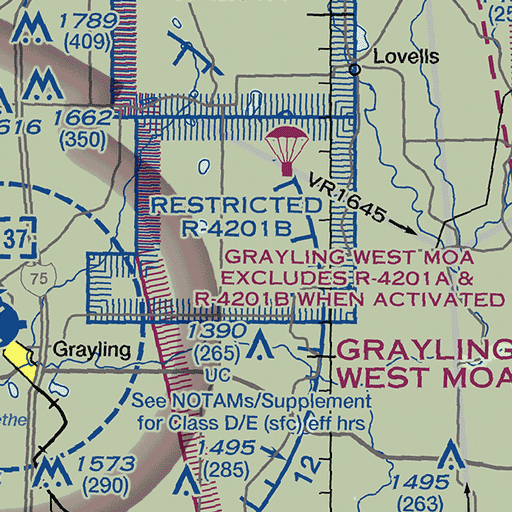 1789
(409)
(25
Lovells
616
1662
(350)
VR1645
RESTRICTED
R-4201B
37
75
GRAYLING WEST MOA
EXCLUDES R-4201A &
R-4201B WHEN ACTIVATED
1390
(265)
UC
Grayling
GRAYLING
WEST MOA
See NOTAMs/Supplement
for Class D/E (sfc) eff hrs
ethe
1495
(285)
12
1573
(290)
1495
(263)